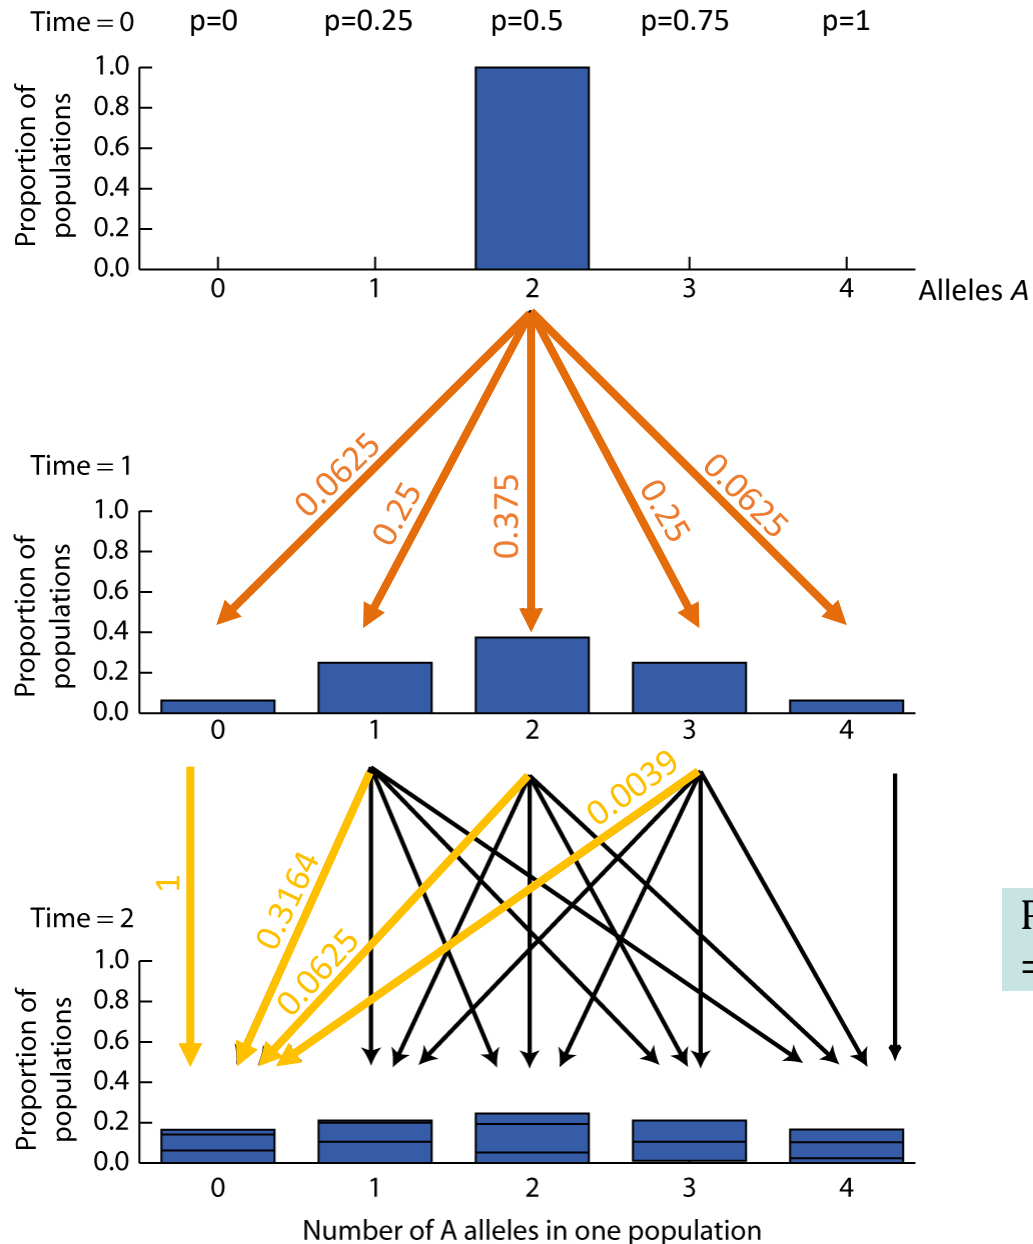 Time = 0 p=0 p=0.25 p=0.5 p=0.75 p=1
Proportion of
populations
1.0
0.8
0.6
0.4
0.2
0.0
0 1 2 3 4 Alleles A
0.0625
0.25
0.375
0.25
0.0625
Time = 1
Proportion of
populations
1.0
0.8
0.6
0.4
0.2
0.0
0 1 2 3 4
1
0.3164
0.0625
0.0039
Time = 2
Proportion of
populations
1.0
0.8
0.6
0.4
0.2
0.0
0 1 2 3 4
Number of A alleles in one population
=